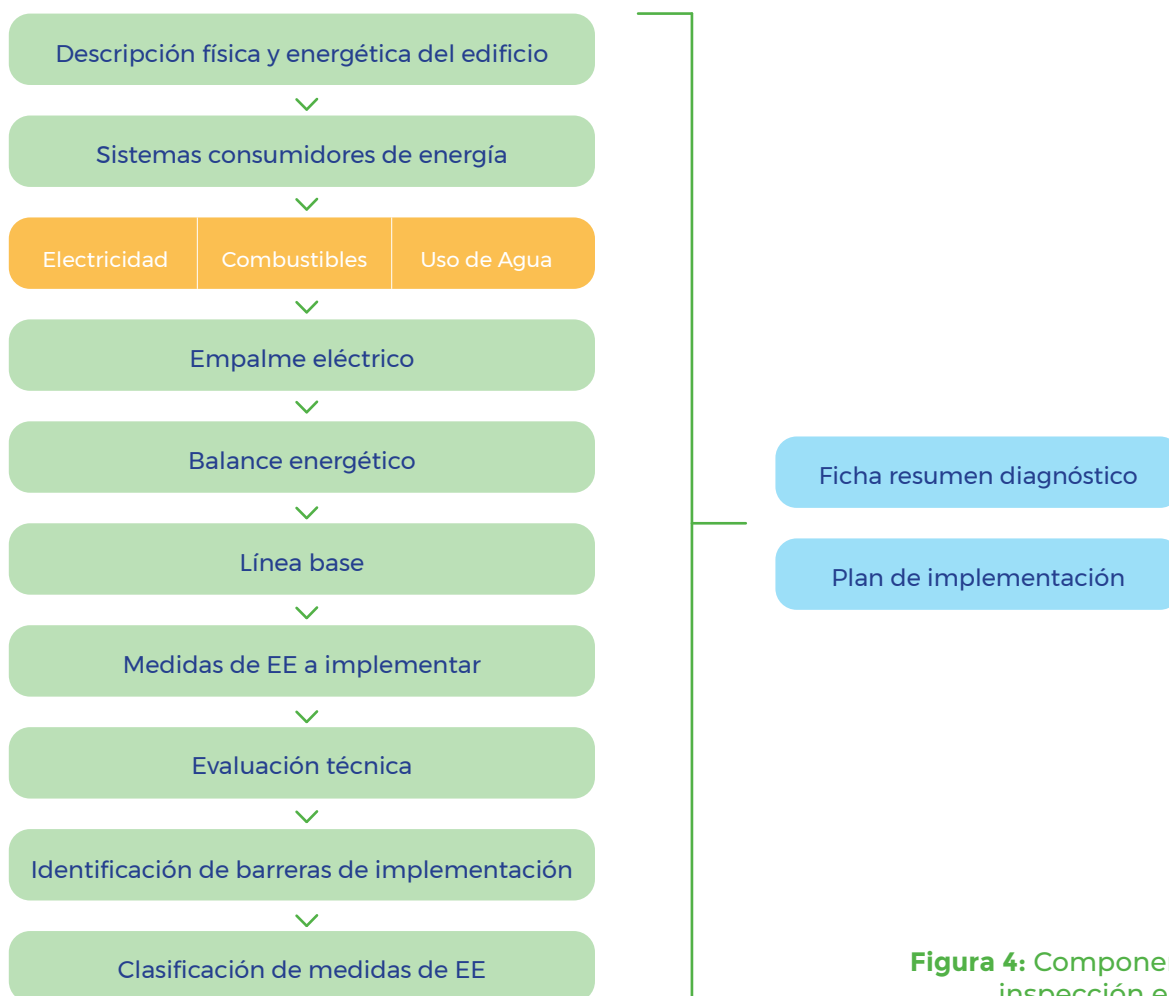 Descripción física y energética del edificio
Sistemas consumidores de energía
Electricidad
Combustibles
Uso de Agua
Empalme eléctrico
Balance energético
Línea base
Medidas de EE a implementar
Evaluación técnica
Identificación de barreras de implementación
Clasificación de medidas de EE
Ficha resumen diagnóstico
Plan de implementación
Figura 4: